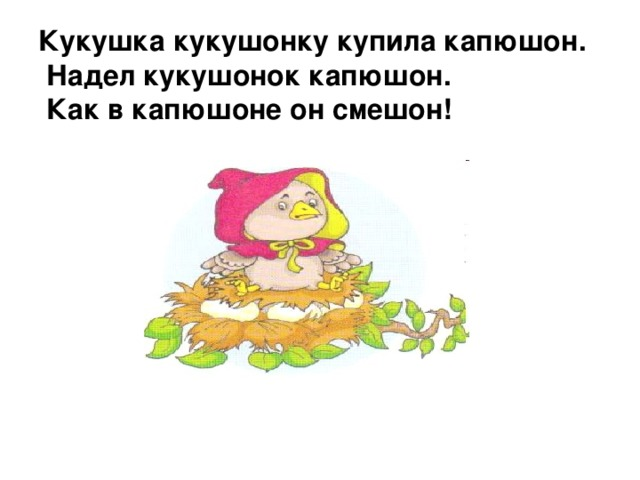 Кукушка кукушонку купила капюшон.
Надел кукушонок капюшон.
Как в капюшоне он смешон!